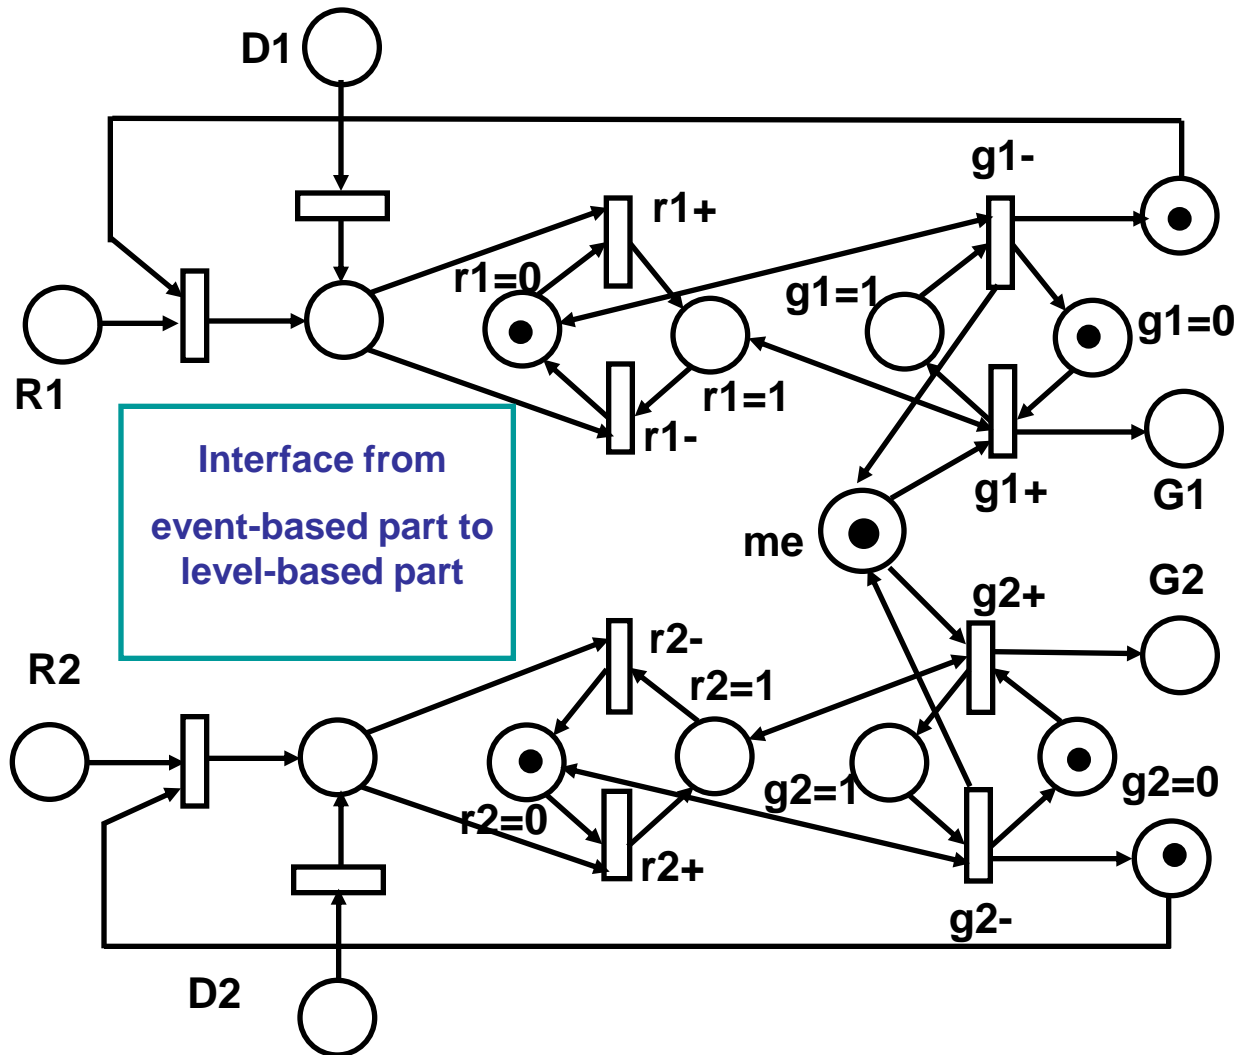 D1
g1-
r1+
r1=0
g1=1
g1=0
R1
r1=1
r1-
Interface from
event-based part to
level-based part
g1+
G1
me
G2
g2+
R2
r2-
r2=1
g2=1
g2=0
r2=0
r2+
g2-
D2